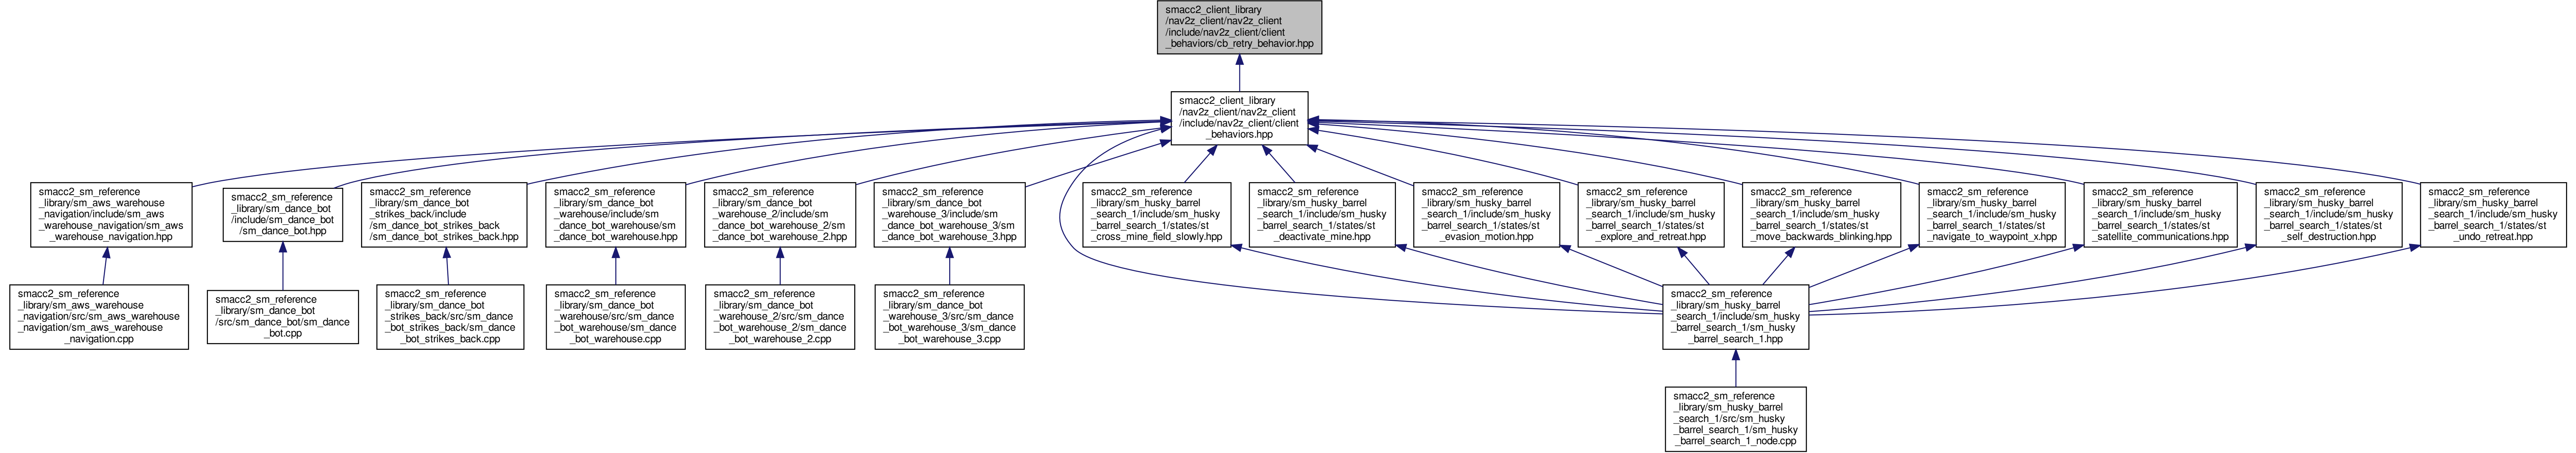 smacc2_client_library
/nav2z_client/nav2z_client
/include/nav2z_client/client
_behaviors/cb_retry_behavior.hpp
smacc2_client_library
/nav2z_client/nav2z_client
/include/nav2z_client/client
_behaviors.hpp
smacc2_sm_reference
_library/sm_aws_warehouse
_navigation/include/sm_aws
_warehouse_navigation/sm_aws
_warehouse_navigation.hpp
smacc2_sm_reference
_library/sm_dance_bot
/include/sm_dance_bot
/sm_dance_bot.hpp
smacc2_sm_reference
_library/sm_dance_bot
_strikes_back/include
/sm_dance_bot_strikes_back
/sm_dance_bot_strikes_back.hpp
smacc2_sm_reference
_library/sm_dance_bot
_warehouse/include/sm
_dance_bot_warehouse/sm
_dance_bot_warehouse.hpp
smacc2_sm_reference
_library/sm_dance_bot
_warehouse_2/include/sm
_dance_bot_warehouse_2/sm
_dance_bot_warehouse_2.hpp
smacc2_sm_reference
_library/sm_dance_bot
_warehouse_3/include/sm
_dance_bot_warehouse_3/sm
_dance_bot_warehouse_3.hpp
smacc2_sm_reference
_library/sm_husky_barrel
_search_1/include/sm_husky
_barrel_search_1/states/st
_cross_mine_field_slowly.hpp
smacc2_sm_reference
_library/sm_husky_barrel
_search_1/include/sm_husky
_barrel_search_1/states/st
_deactivate_mine.hpp
smacc2_sm_reference
_library/sm_husky_barrel
_search_1/include/sm_husky
_barrel_search_1/states/st
_evasion_motion.hpp
smacc2_sm_reference
_library/sm_husky_barrel
_search_1/include/sm_husky
_barrel_search_1/states/st
_explore_and_retreat.hpp
smacc2_sm_reference
_library/sm_husky_barrel
_search_1/include/sm_husky
_barrel_search_1/states/st
_move_backwards_blinking.hpp
smacc2_sm_reference
_library/sm_husky_barrel
_search_1/include/sm_husky
_barrel_search_1/states/st
_navigate_to_waypoint_x.hpp
smacc2_sm_reference
_library/sm_husky_barrel
_search_1/include/sm_husky
_barrel_search_1/states/st
_satellite_communications.hpp
smacc2_sm_reference
_library/sm_husky_barrel
_search_1/include/sm_husky
_barrel_search_1/states/st
_self_destruction.hpp
smacc2_sm_reference
_library/sm_husky_barrel
_search_1/include/sm_husky
_barrel_search_1/states/st
_undo_retreat.hpp
smacc2_sm_reference
_library/sm_aws_warehouse
_navigation/src/sm_aws_warehouse
_navigation/sm_aws_warehouse
_navigation.cpp
smacc2_sm_reference
_library/sm_dance_bot
/src/sm_dance_bot/sm_dance
_bot.cpp
smacc2_sm_reference
_library/sm_dance_bot
_strikes_back/src/sm_dance
_bot_strikes_back/sm_dance
_bot_strikes_back.cpp
smacc2_sm_reference
_library/sm_dance_bot
_warehouse/src/sm_dance
_bot_warehouse/sm_dance
_bot_warehouse.cpp
smacc2_sm_reference
_library/sm_dance_bot
_warehouse_2/src/sm_dance
_bot_warehouse_2/sm_dance
_bot_warehouse_2.cpp
smacc2_sm_reference
_library/sm_dance_bot
_warehouse_3/src/sm_dance
_bot_warehouse_3/sm_dance
_bot_warehouse_3.cpp
smacc2_sm_reference
_library/sm_husky_barrel
_search_1/include/sm_husky
_barrel_search_1/sm_husky
_barrel_search_1.hpp
smacc2_sm_reference
_library/sm_husky_barrel
_search_1/src/sm_husky
_barrel_search_1/sm_husky
_barrel_search_1_node.cpp